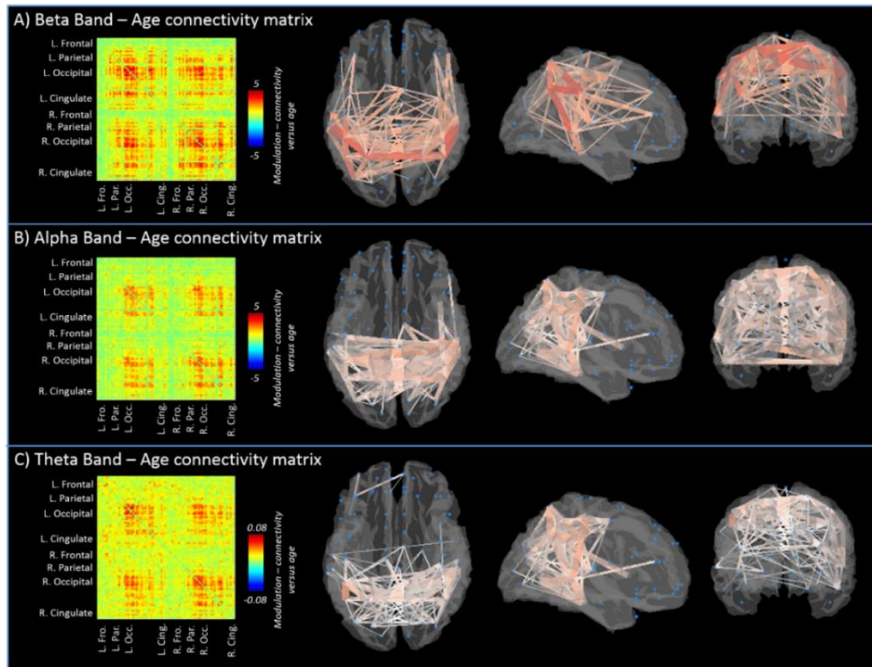 A) Beta Band – Age connectivity matrix
L. Frontal
L. Parietal
L. Occipital
L. Cingulate
R. Frontal
R. Parietal
R. Occipital
R. Cingulate
L. Fro.
L. Par.
L. Occ.
L. Cing.
R. Fro.
R. Par.
R. Occ.
R. Cing.
5
-5
Modulation – connectivity
versus age
B) Alpha Band – Age connectivity matrix
L. Frontal
L. Parietal
L. Occipital
L. Cingulate
R. Frontal
R. Parietal
R. Occipital
R. Cingulate
L. Fro.
L. Par.
L. Occ.
L. Cing.
R. Fro.
R. Par.
R. Occ.
R. Cing.
5
-5
Modulation – connectivity
versus age
C) Theta Band – Age connectivity matrix
L. Frontal
L. Parietal
L. Occipital
L. Cingulate
R. Frontal
R. Parietal
R. Occipital
R. Cingulate
L. Fro.
L. Par.
L. Occ.
L. Cing.
R. Fro.
R. Par.
R. Occ.
R. Cing.
0.08
-0.08
Modulation – connectivity
versus age